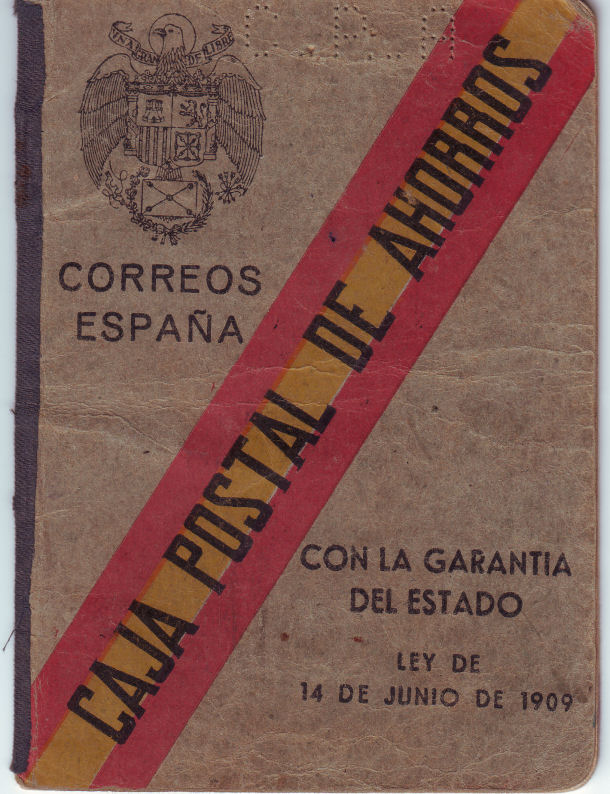 C.P.A
UNA GRANDE LIBRE
CORREOS
ESPAÑA
CAJA POSTAL DE AHORROS
CON LA GARANTIA
DEL ESTADO
LEY DE
14 DE JUNIO DE 1909